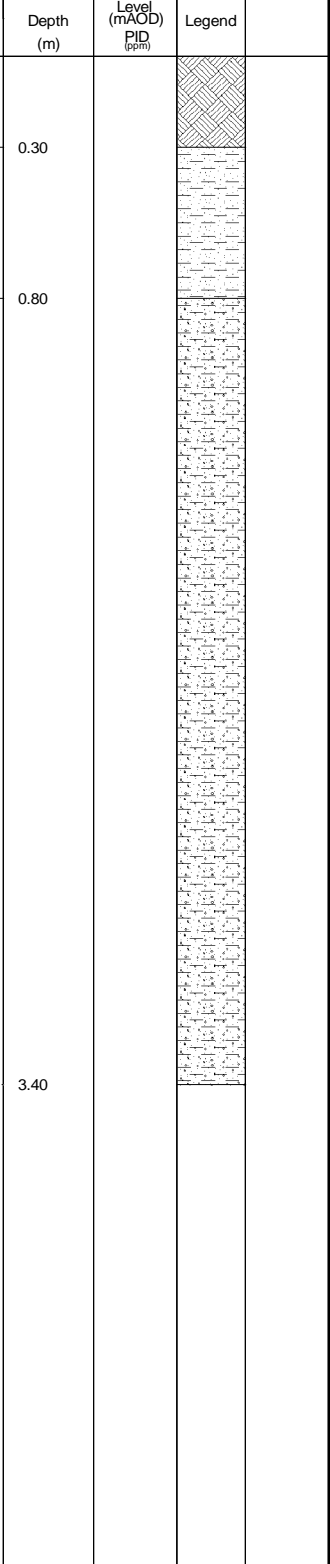 Depth
(m)
Level
(mAOD)
PID
(ppm)
Legend
0.30
0.80
3.40